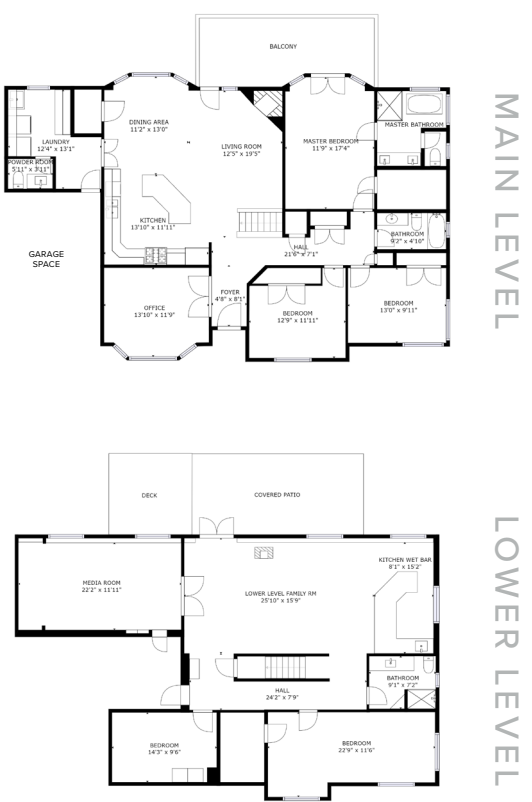 MAIN LEVEL
BALCONY
DINING AREA
11'2" x 13'0"
LIVING ROOM
12'5" x 19'5"
MASTER BEDROOM
11'9" x 17'4"
MASTER BATHROOM
LAUNDRY
12'4" x 13'1"
POWDER ROOM
5'11" x 3'11"
KITCHEN
13'10" x 11'11"
HALL
21'6" x 7'1"
BATHROOM
9'2" x 4'10"
GARAGE
SPACE
OFFICE
13'10" x 11'9"
FOYER
4'8" x 8'1"
BEDROOM
12'9" x 11'11"
BEDROOM
13'0" x 9'11"
LOWER LEVEL
DECK
COVERED PATIO
MEDIA ROOM
22'2" x 11'11"
LOWER LEVEL FAMILY RM
25'10" x 15'9"
KITCHEN WET BAR
8'1" x 15'2"
HALL
24'2" x 7'9"
BATHROOM
9'1" x 7'2"
BEDROOM
14'3" x 9'6"
BEDROOM
22'9" x 11'6"